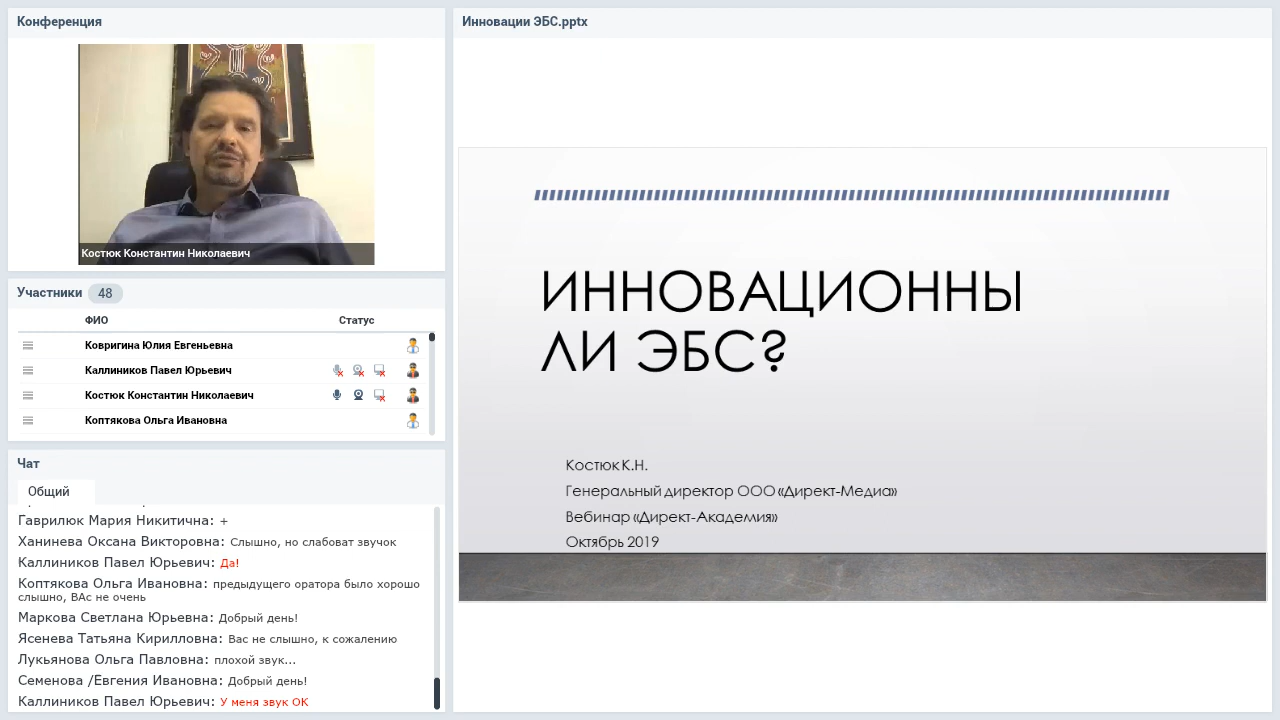 Конференция
Костюк Константин Николаевич
Участники 48
ФИО Статус
Ковригина Юлия Евгеньевна
Каллиников Павел Юрьевич
Костюк Константин Николаевич
Коптякова Ольга Ивановна
Чат
Общий
Гаврилюк Мария Никитична: +
Ханинева Оксана Викторовна: Слышно, но слабоват звучок
Каллиников Павел Юрьевич: Да!
Коптякова Ольга Ивановна: предыдущего оратора было хорошо
слышно, ВАс не очень
Маркова Светлана Юрьевна: Добрый день!
Ясенева Татьяна Кирилловна: Вас не слышно, к сожалению
Лукьянова Ольга Павловна: плохой звук...
Семенова /Евгения Ивановна: Добрый день!
Каллиников Павел Юрьевич: У меня звук ОК
Инновации ЭБС.pptx
ИННОВАЦИОННЫ
ЛИ ЭБС?
Костюк К.Н.
Генеральный директор ООО «Директ-Медиа»
Вебинар «Директ-Академия»
Октябрь 2019